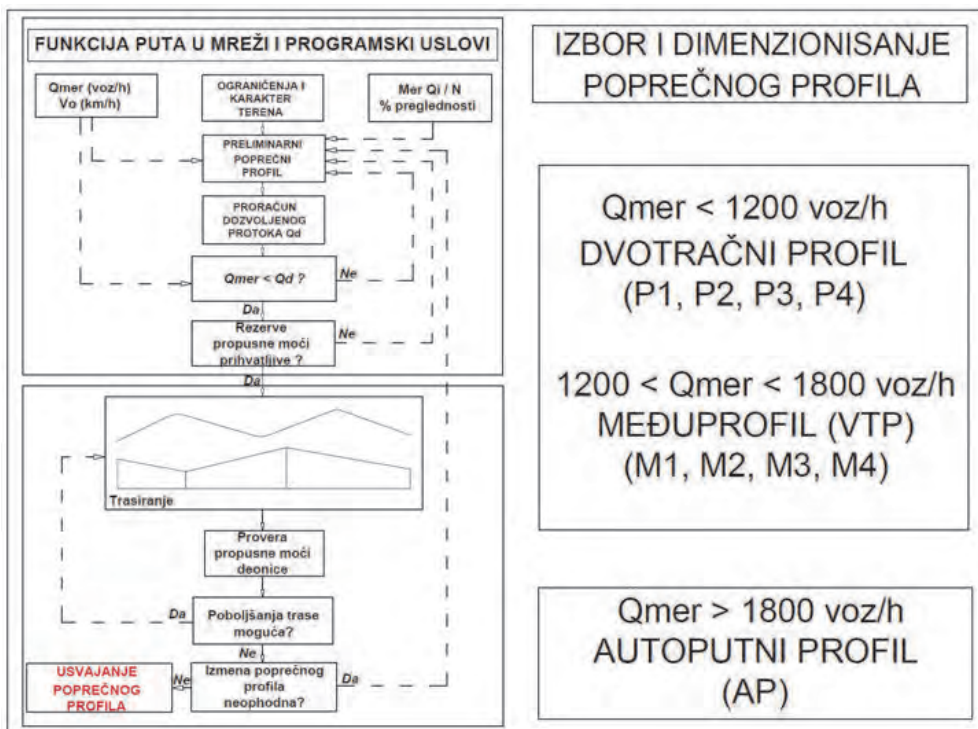 FUNKCIJA PUTA U MREŽI I PROGRAMSKI USLOVI
Qmer (voz/h)
Vo (km/h)
OGRANIČENJA I
KARAKTER
TERENA
Mer Qi / N
% preglednosti
PRELIMINARNI
POPREČNI
PROFIL
PRORAČUN
DOZVOLJENOG
PROTOKA Qd
Qmer < Qd ?
Ne
Da
Rezerve
propusne moći
prihvatljive ?
Ne
Da
Trasiranje
Provera
propusne moći
deonice
Da
Poboljšanja trase
moguća?
Ne
USVAJANJE
POPREČNOG
PROFILA
Ne
Izmena poprečnog
profila
neophodna?
Da
IZBOR I DIMENZIONISANJE
POPREČNOG PROFILA
Qmer < 1200 voz/h
DVOTRAČNI PROFIL
(P1, P2, P3, P4)
1200 < Qmer < 1800 voz/h
MEĐUPROFIL (VTP)
(M1, M2, M3, M4)
Qmer > 1800 voz/h
AUTOPUTNI PROFIL
(AP)